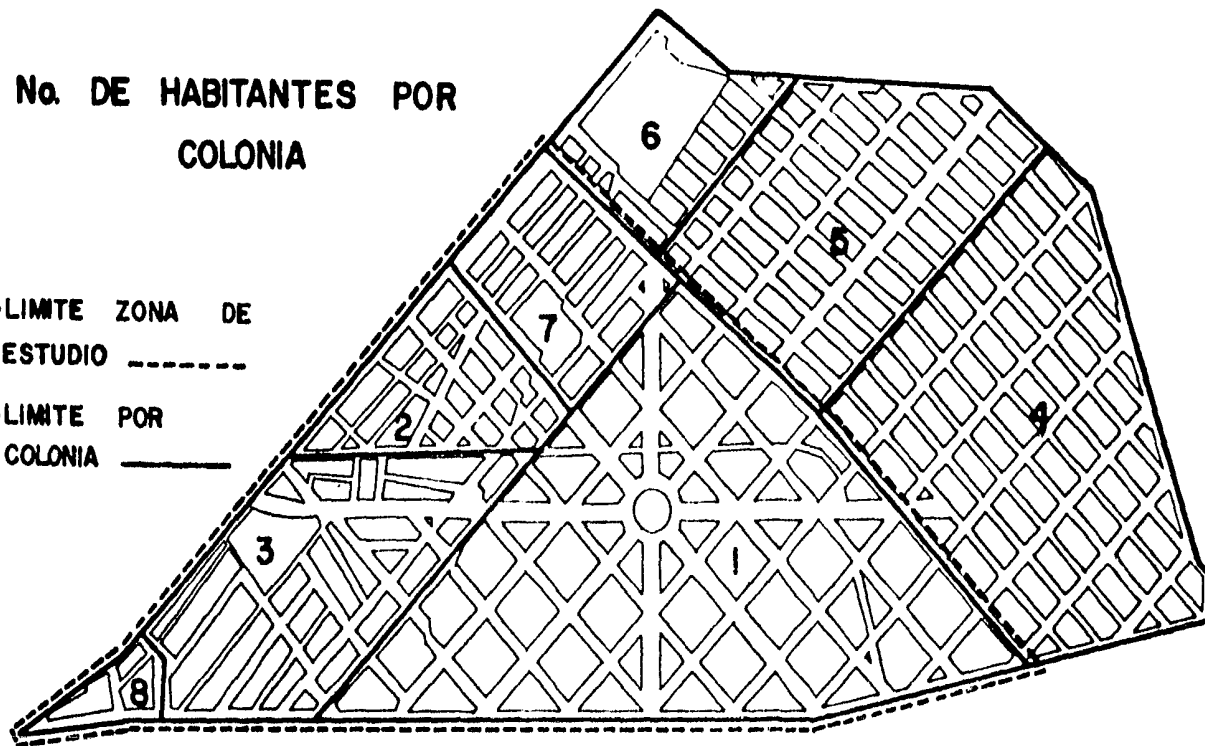 No. DE HABITANTES POR
COLONIA
LIMITE ZONA DE
ESTUDIO -------
LIMITE POR
COLONIA ———
6
5
7
4
2
3
1
8